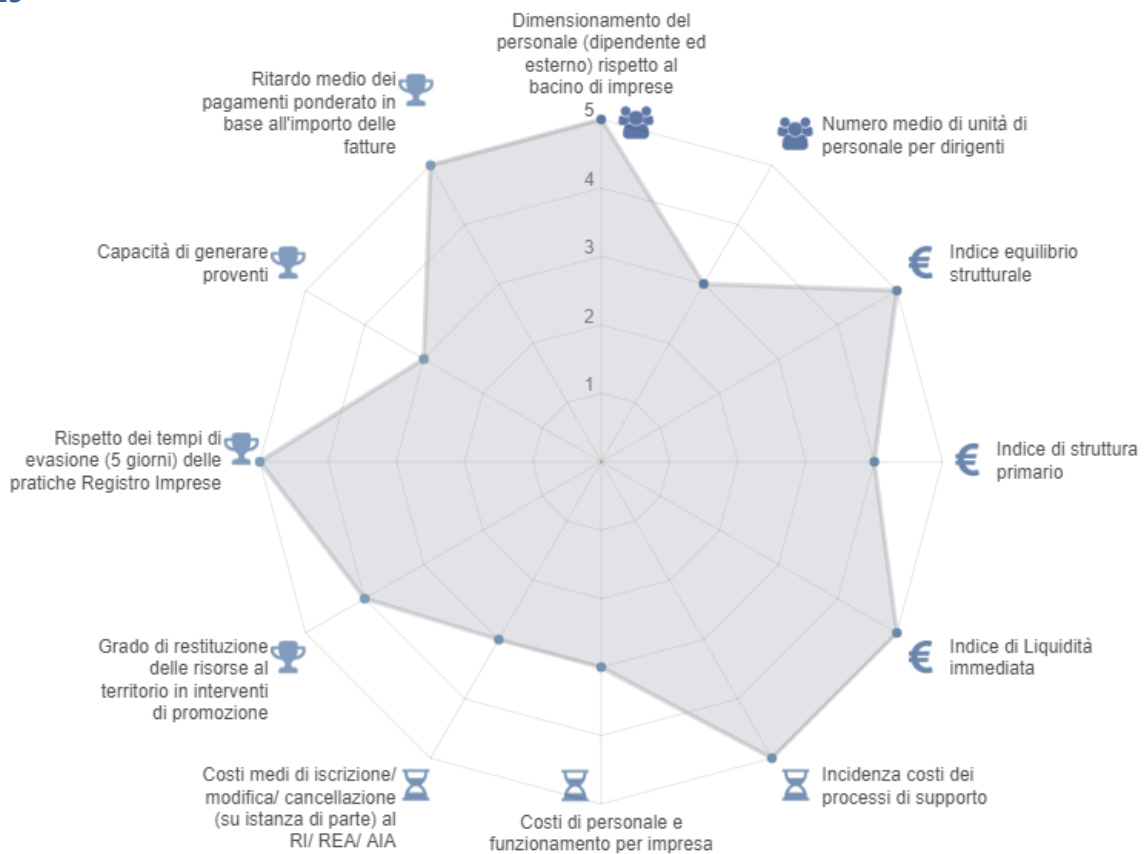 Dimensionamento del
personale (dipendente ed
esterno) rispetto al
bacino di imprese
Numero medio di unità di
personale per dirigenti
Indice equilibrio
strutturale
Indice di struttura
primario
Indice di Liquidità
immediata
Incidenza costi dei
processi di supporto
Costi di personale e
funzionamento per impresa
Costi medi di iscrizione/
modifica/ cancellazione
(su istanza di parte) al
RI/ REA/ AIA
Grado di restituzione
delle risorse al
territorio in interventi
di promozione
Rispetto dei tempi di
evasione (5 giorni) delle
pratiche Registro Imprese
Capacità di generare
proventi
Ritardo medio dei
pagamenti ponderato in
base all'importo delle
fatture
5
4
3
2
1